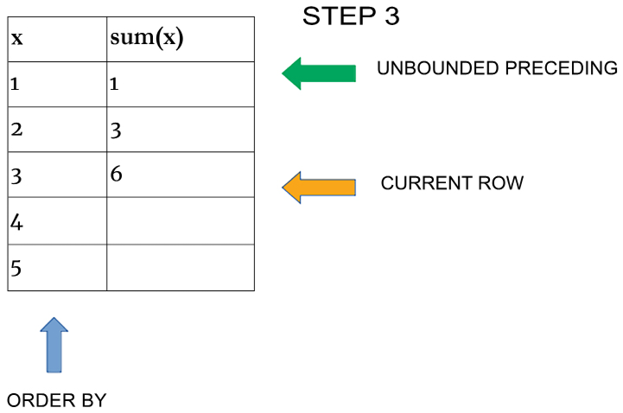 STEP 3
x sum(x)
1 1
2 3
3 6
4
5
UNBOUNDED PRECEDING
CURRENT ROW
ORDER BY